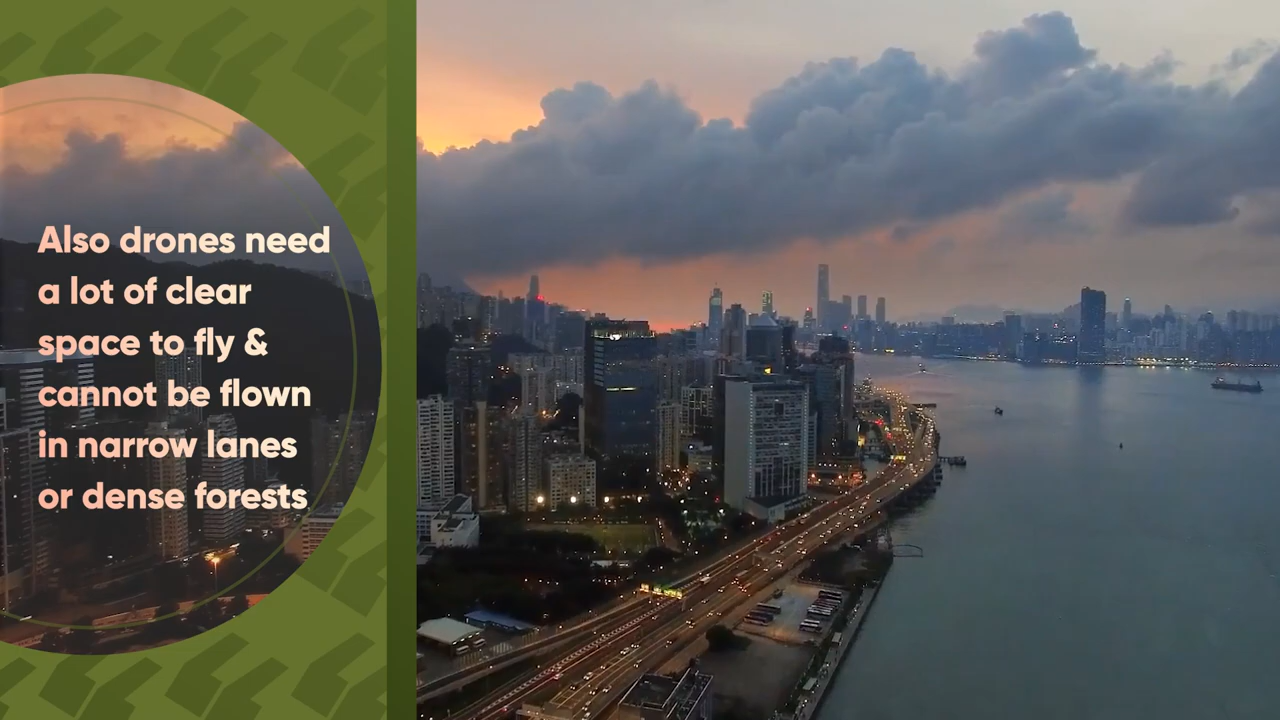 Also drones need
a lot of clear
space to fly &
cannot be flown
in narrow lanes
or dense forests